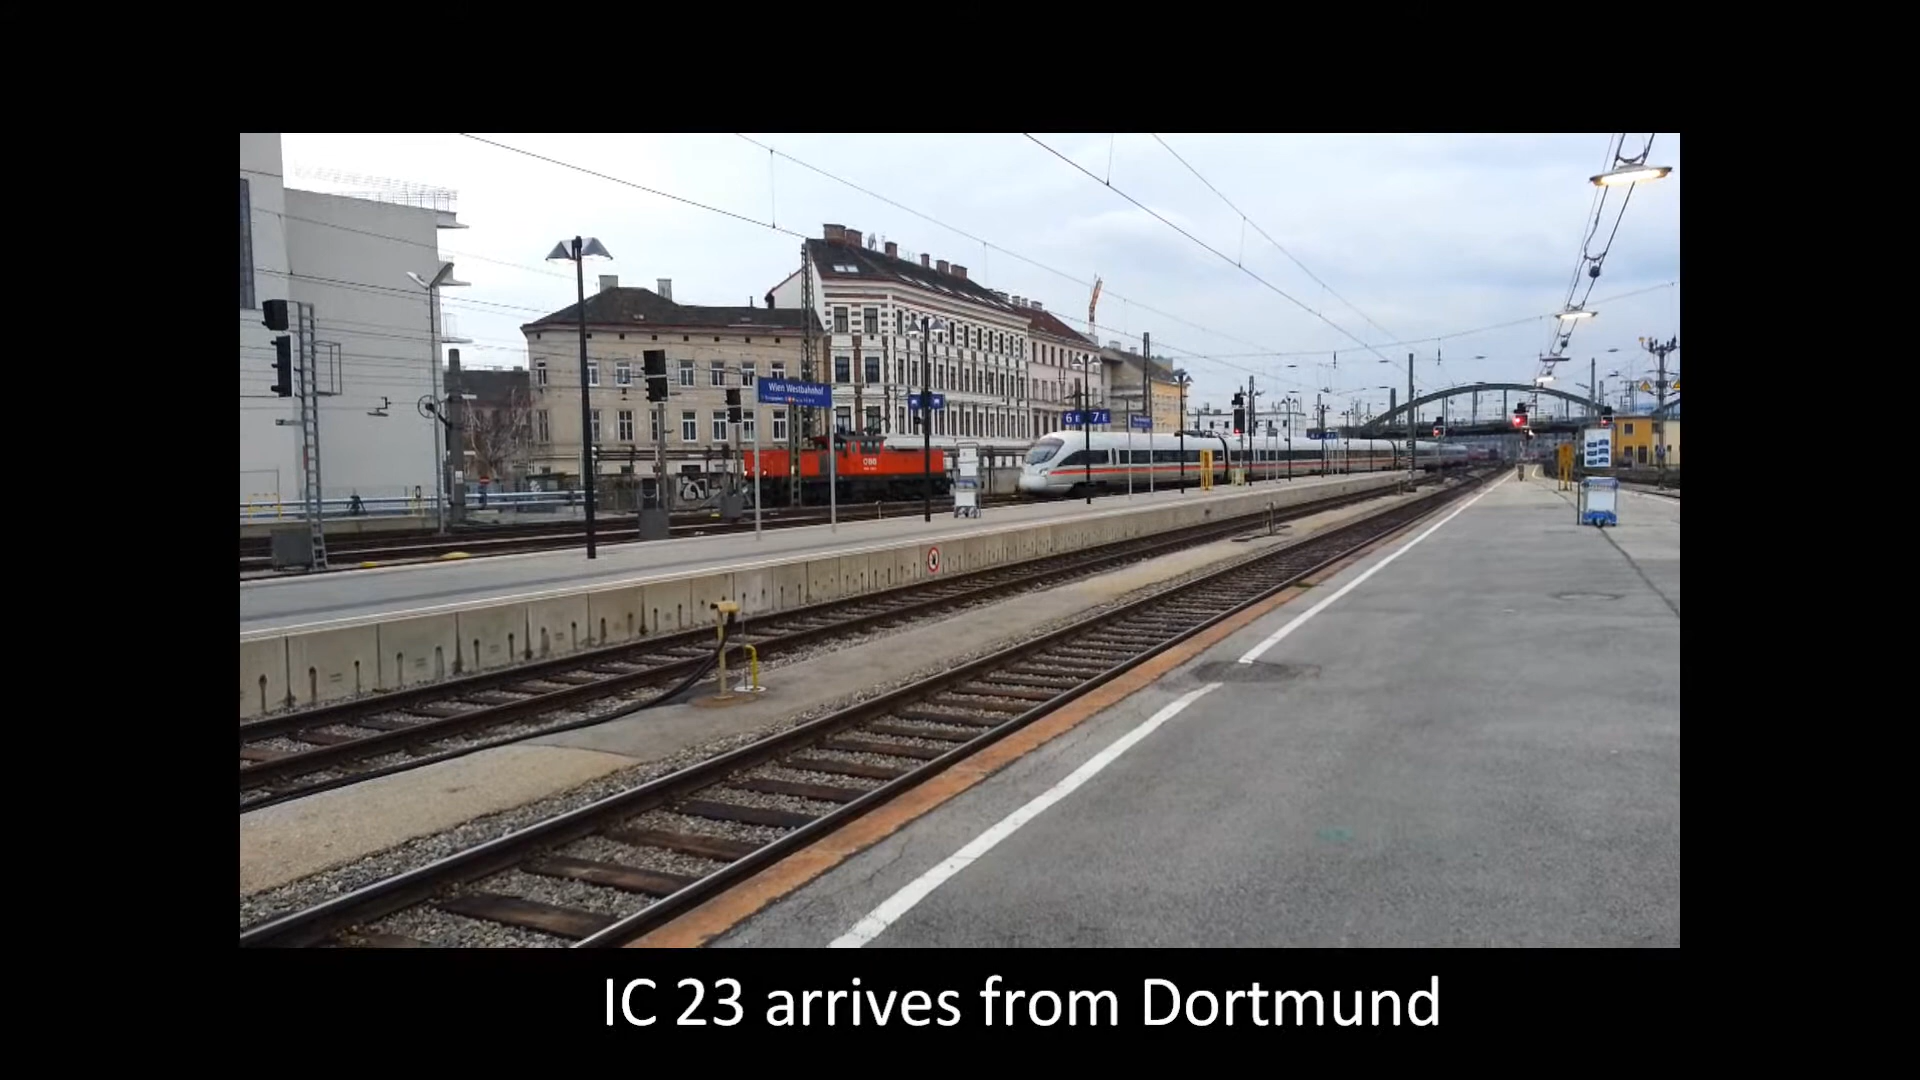 Wien Westbahnhof
ÖBB
6 E
7 E
IC 23 arrives from Dortmund